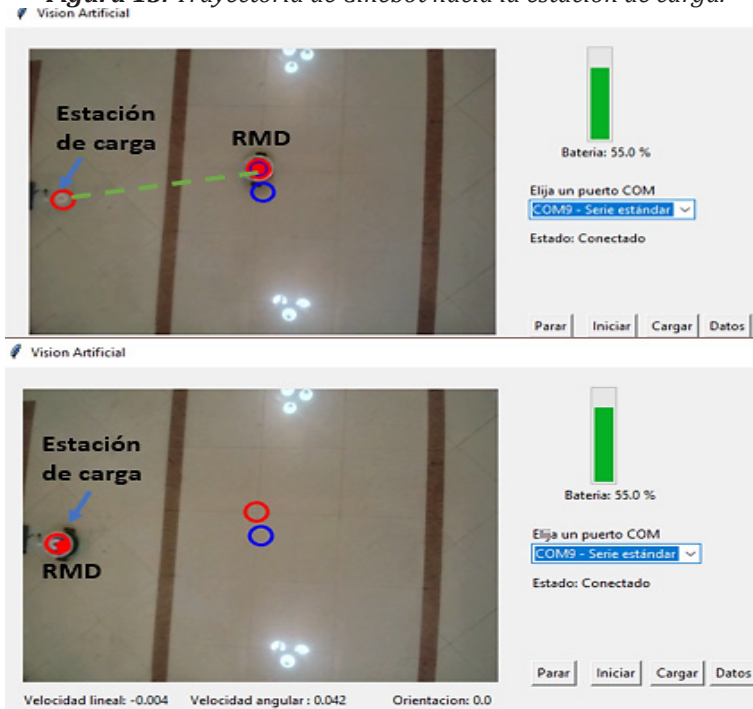 Figura 13. Trayectoria de Cinebot hacia la estación de carga.
Vision Artificial
Estación
de carga
RMD
Bateria: 55.0 %
Elija un puerto COM
COM9 - Serie estándar
Estado: Conectado
Parar Iniciar Cargar Datos
Vision Artificial
Estación
de carga
RMD
Bateria: 55.0 %
Elija un puerto COM
COM9 - Serie estándar
Estado: Conectado
Parar Iniciar Cargar Datos
Velocidad lineal: -0.004 Velocidad angular : 0.042 Orientacion: 0.0